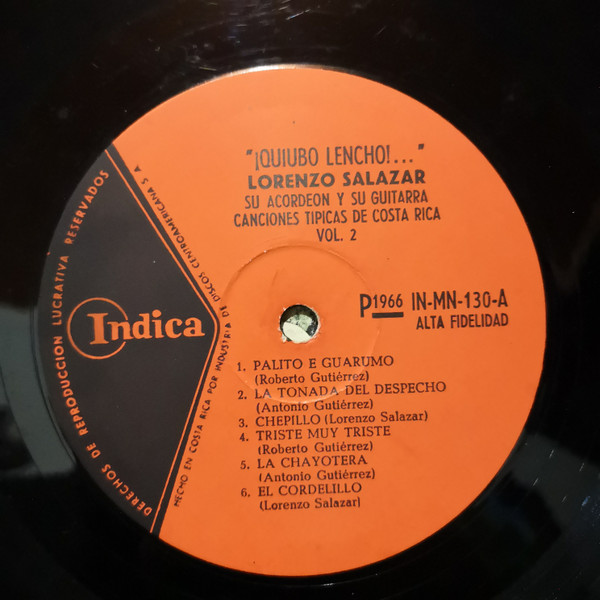 "¡QUIUBO LENCHO!..."
LORENZO SALAZAR
SU ACORDEON Y SU GUITARRA
CANCIONES TIPICAS DE COSTA RICA
VOL. 2
P1966 IN-MN-130-A
ALTA FIDELIDAD
Indica
1. PALITO E GUARUMO
(Roberto Gutiérrez)
2. LA TONADA DEL DESPECHO
(Antonio Gutiérrez)
3. CHEPILLO (Lorenzo Salazar)
4. TRISTE MUY TRISTE
(Roberto Gutiérrez)
5. LA CHAYOTERA
(Antonio Gutiérrez)
6. EL CORDELILLO
(Lorenzo Salazar)
DERECHOS DE REPRODUCCION LUCRATIVA RESERVADOS
HECHO EN COSTA RICA POR INDUSTRIA DE DISCOS CENTROAMERICANA S A